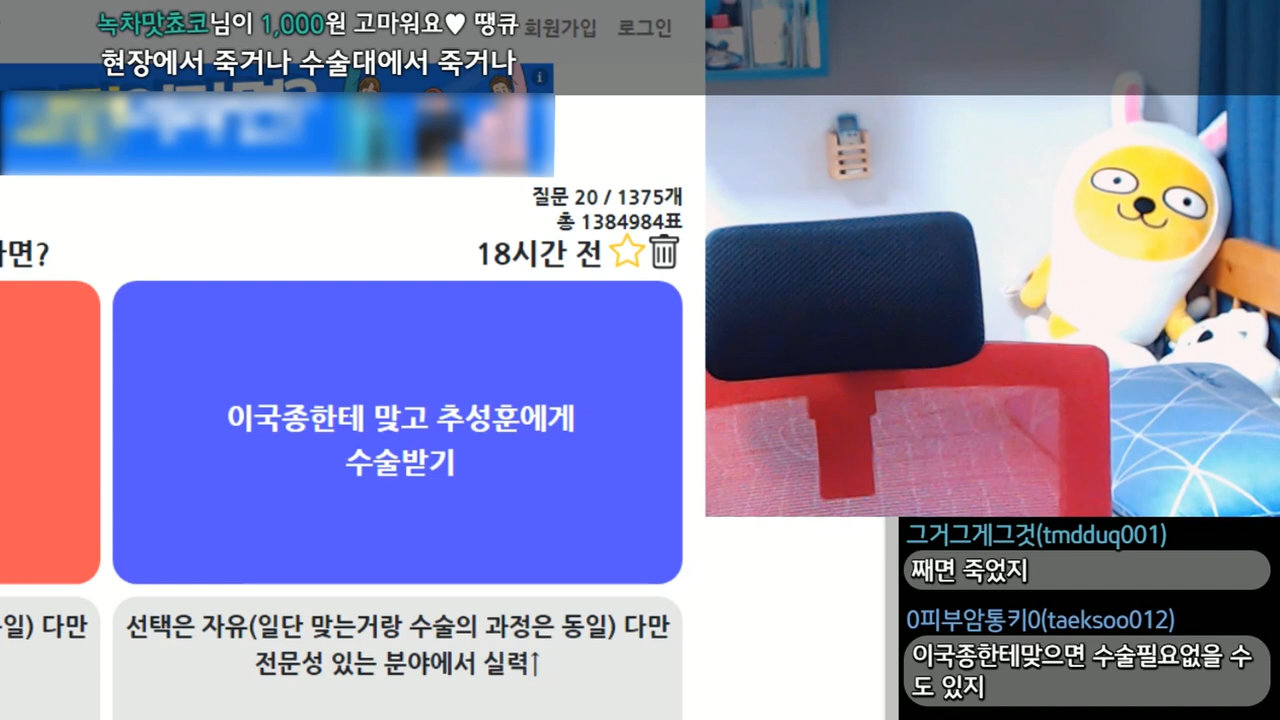 녹차맛쵸코님이 1,000원 고마워요♥ 땡큐
현장에서 죽거나 수술대에서 죽거나
회원가입 로그인
질문 20 / 1375개
총 1384984표
면?
18시간 전
이국종한테 맞고 추성훈에게
수술받기
일) 다만
선택은 자유(일단 맞는거랑 수술의 과정은 동일) 다만
전문성 있는 분야에서 실력↑
그거그게그것(tmdduq001)
째면 죽었지
0피부암통키0(taeksoo012)
이국종한테맞으면 수술필요없을 수
도 있지